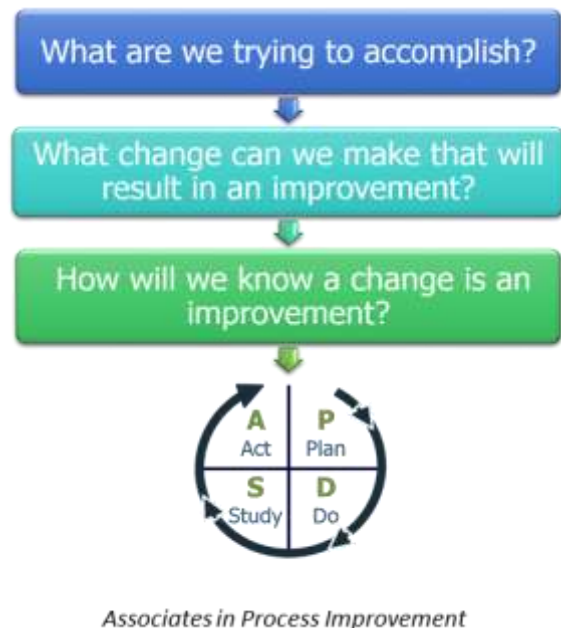 What are we trying to accomplish?
What change can we make that will
result in an improvement?
How will we know a change is an
improvement?
A P
Act Plan
S D
Study Do
Associates in Process Improvement